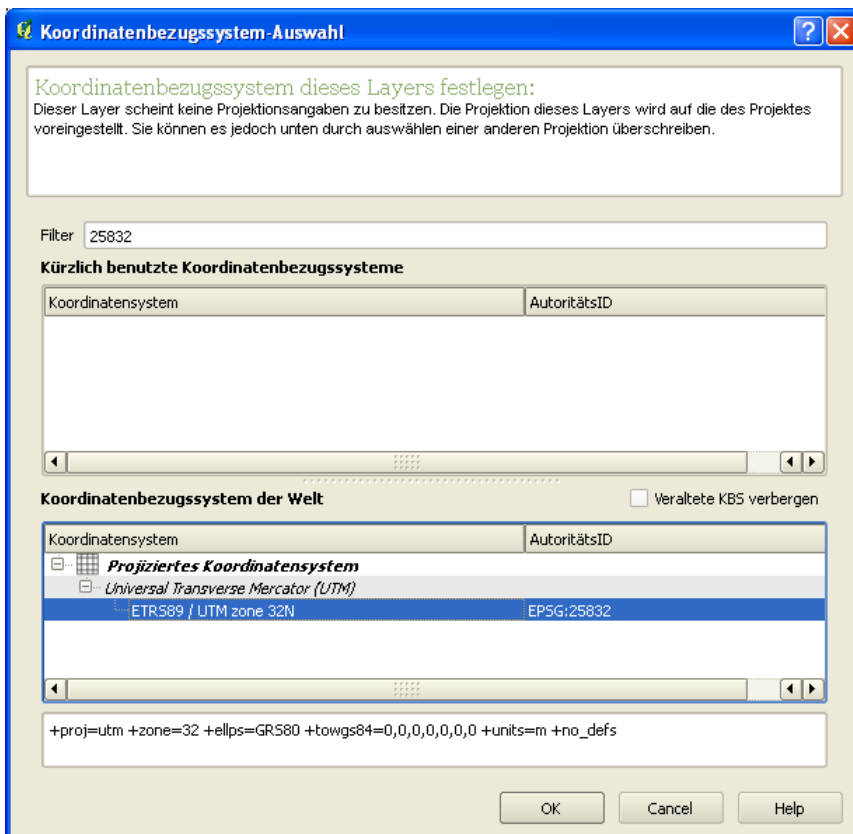 Koordinatenbezugssystem-Auswahl
Koordinatenbezugssystem dieses Layers festlegen:
Dieser Layer scheint keine Projektionsangaben zu besitzen. Die Projektion dieses Layers wird auf die des Projektes
voreingestellt. Sie können es jedoch unten durch auswählen einer anderen Projektion überschreiben.
Filter 25832
Kürzlich benutzte Koordinatenbezugssysteme
Koordinatensystem AutoritätsID
Koordinatenbezugssystem der Welt Veraltete KBS verbergen
Koordinatensystem AutoritätsID
Projiziertes Koordinatensystem
Universal Transverse Mercator (UTM)
ETRS89 / UTM zone 32N EPSG:25832
+proj=utm +zone=32 +ellps=GRS80 +towgs84=0,0,0,0,0,0,0 +units=m +no_defs
OK Cancel Help